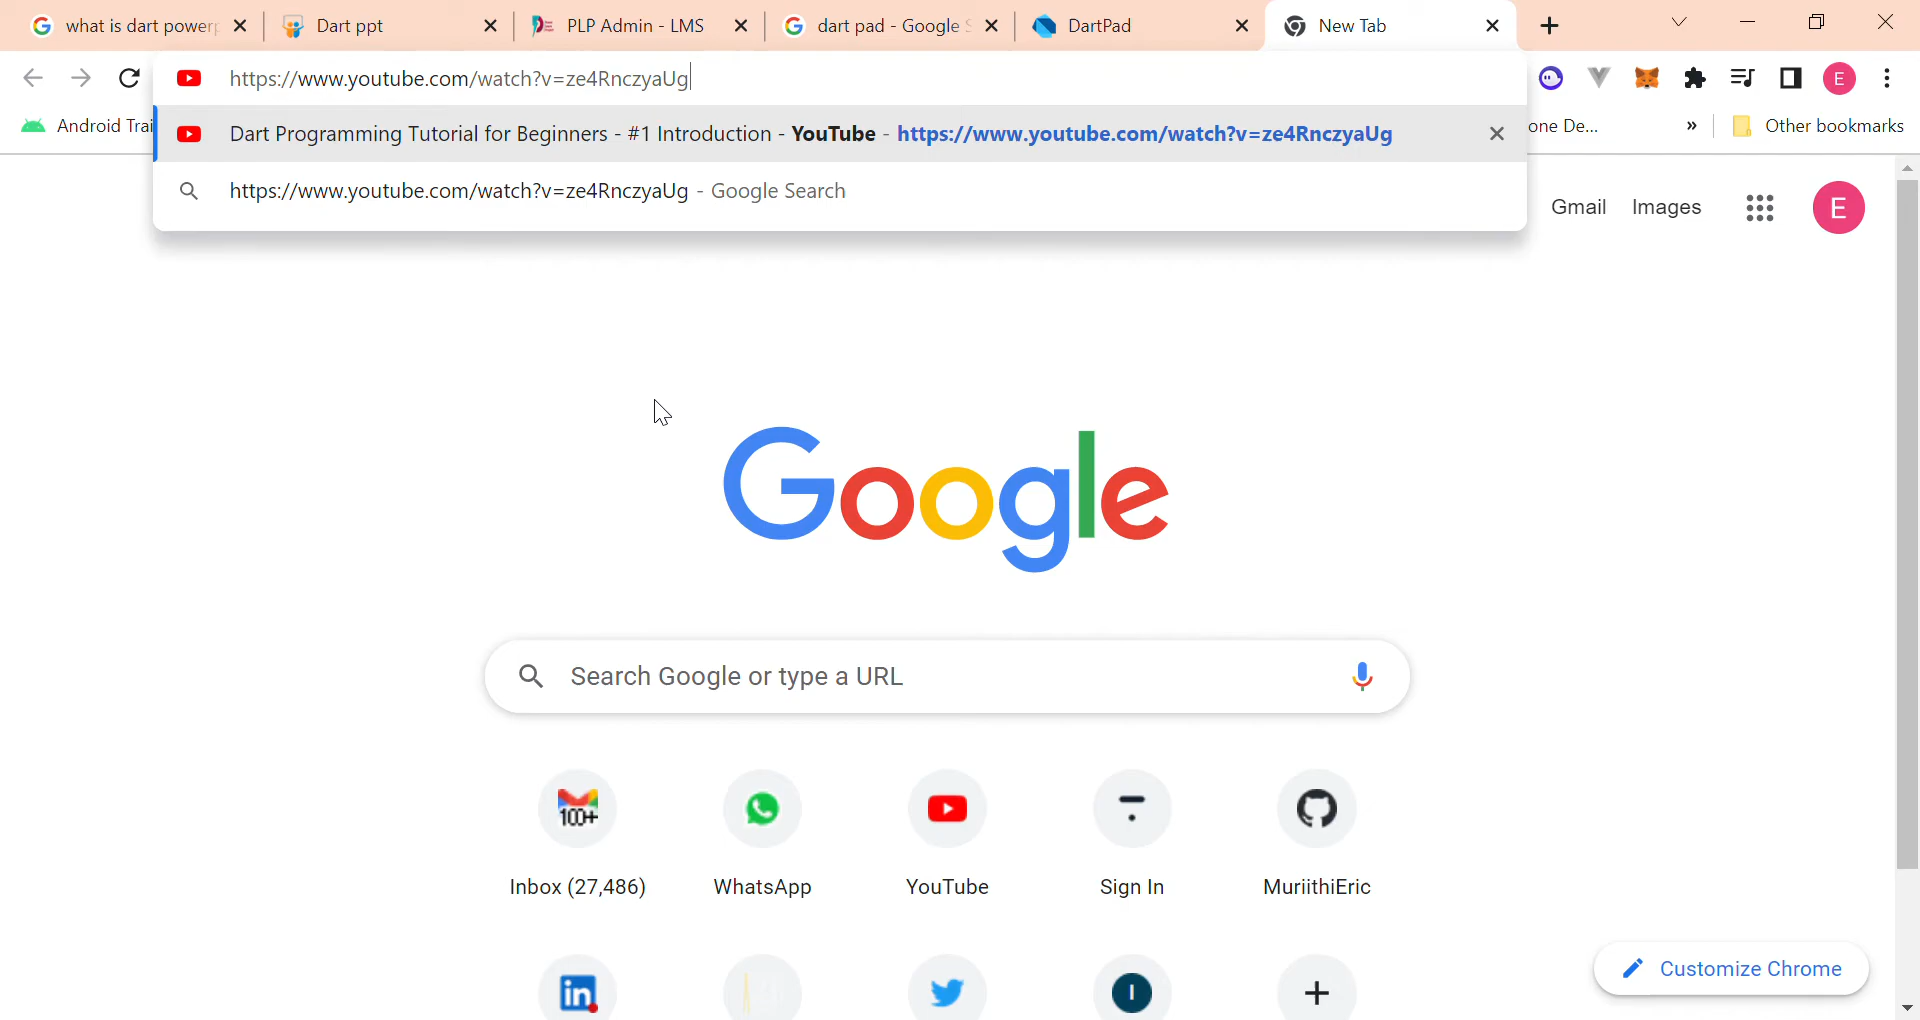 what is dart power
Dart ppt
PLP Admin - LMS
dart pad - Google S
DartPad
New Tab
https://www.youtube.com/watch?v=ze4RnczyaUg
E
Android Trai
Dart Programming Tutorial for Beginners - #1 Introduction - YouTube - https://www.youtube.com/watch?v=ze4RnczyaUg
one De...
»
Other bookmarks
https://www.youtube.com/watch?v=ze4RnczyaUg - Google Search
Gmail
Images
E
Google
Search Google or type a URL
100+
Inbox (27,486)
WhatsApp
YouTube
Sign In
MuriithiEric
in
I
Customize Chrome